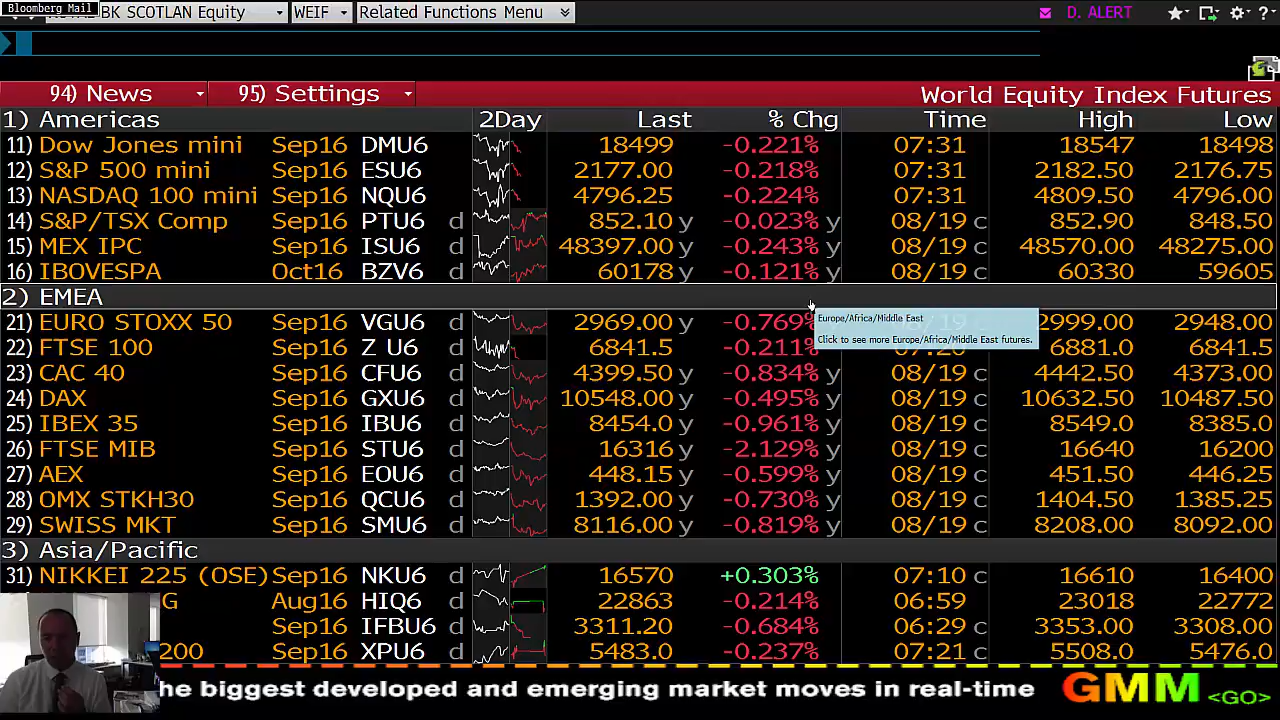 Bloomberg Mail
BK SCOTLAN Equity WEIF Related Functions Menu D. ALERT
94) News 95) Settings World Equity Index Futures
1) Americas 2Day Last % Chg Time High Low
11) Dow Jones mini Sep16 DMU6 18499 -0.221% 07:31 18547 18498
12) S&P 500 mini Sep16 ESU6 2177.00 -0.218% 07:31 2182.50 2176.75
13) NASDAQ 100 mini Sep16 NQU6 4796.25 -0.224% 07:31 4809.50 4796.00
14) S&P/TSX Comp Sep16 PTU6 d 852.10 y -0.023% y 08/19 c 852.90 848.50
15) MEX IPC Sep16 ISU6 d 48397.00 y -0.243% y 08/19 c 48570.00 48275.00
16) IBOVESPA Oct16 BZV6 d 60178 y -0.121% y 08/19 c 60330 59605
2) EMEA
21) EURO STOXX 50 Sep16 VGU6 d 2969.00 y -0.769% 2999.00 2948.00
Europe/Africa/Middle East
Click to see more Europe/Africa/Middle East futures.
22) FTSE 100 Sep16 Z U6 d 6841.5 -0.211% 6881.0 6841.5
23) CAC 40 Sep16 CFU6 d 4399.50 y -0.834% y 08/19 c 4442.50 4373.00
24) DAX Sep16 GXU6 d 10548.00 y -0.495% y 08/19 c 10632.50 10487.50
25) IBEX 35 Sep16 IBU6 d 8454.0 y -0.961% y 08/19 c 8549.0 8385.0
26) FTSE MIB Sep16 STU6 d 16316 y -2.129% y 08/19 c 16640 16200
27) AEX Sep16 EOU6 d 448.15 y -0.599% y 08/19 c 451.50 446.25
28) OMX STKH30 Sep16 QCU6 d 1392.00 y -0.730% y 08/19 c 1404.50 1385.25
29) SWISS MKT Sep16 SMU6 d 8116.00 y -0.819% y 08/19 c 8208.00 8092.00
3) Asia/Pacific
31) NIKKEI 225 (OSE) Sep16 NKU6 d 16570 +0.303% 07:10 c 16610 16400
G Aug16 HIQ6 d 22863 -0.214% 06:59 23018 22772
Sep16 IFBU6 d 3311.20 -0.684% 06:29 c 3353.00 3308.00
200 Sep16 XPU6 d 5483.0 -0.237% 07:21 c 5508.0 5476.0
he biggest developed and emerging market moves in real-time GMM <GO>